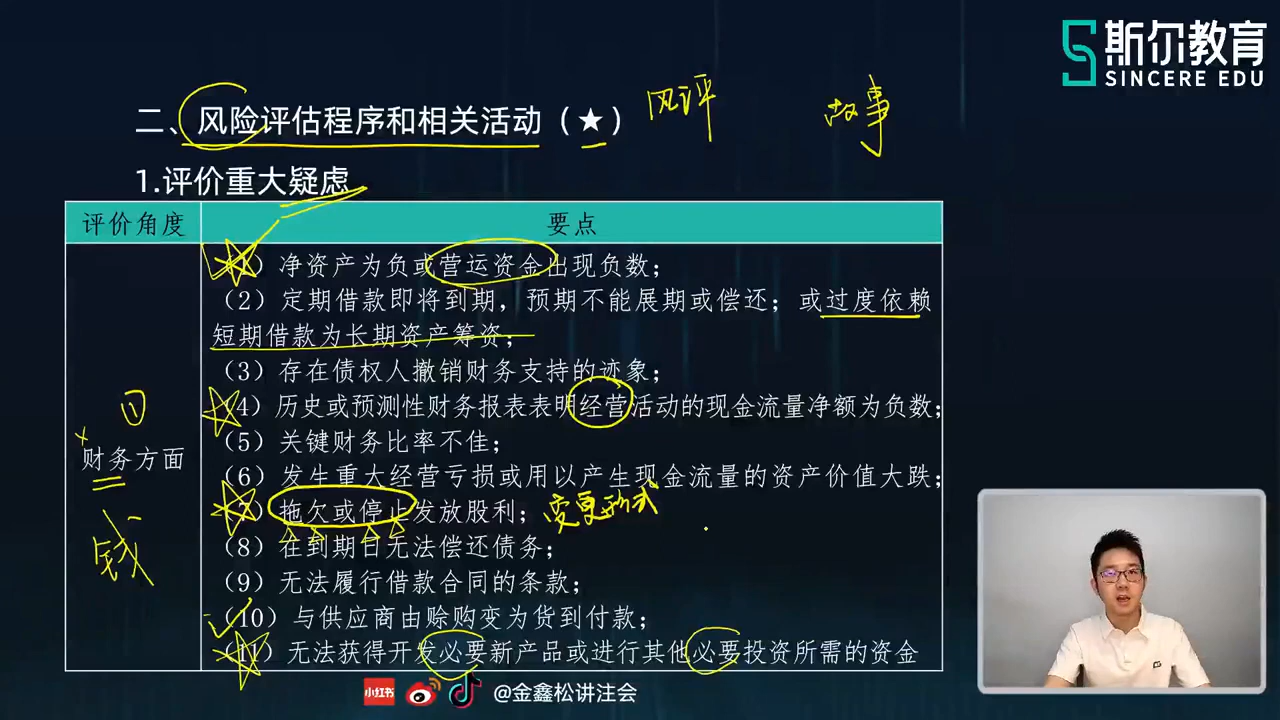 斯尔教育
SINCERE EDU
二、风险评估程序和相关活动（★）
风评
故事
1.评价重大疑虑
评价角度
要点
（1）净资产为负或营运资金出现负数；
（2）定期借款即将到期，预期不能展期或偿还；或过度依赖
短期借款为长期资产筹资；
（3）存在债权人撤销财务支持的迹象；
（4）历史或预测性财务报表表明经营活动的现金流量净额为负数；
①
（5）关键财务比率不佳；
财务方面
（6）发生重大经营亏损或用以产生现金流量的资产价值大跌；
（7）拖欠或停止发放股利；
变更形式
钱
（8）在到期日无法偿还债务；
（9）无法履行借款合同的条款；
（10）与供应商由赊购变为货到付款；
（11）无法获得开发必要新产品或进行其他必要投资所需的资金
小红书
@金鑫松讲注会